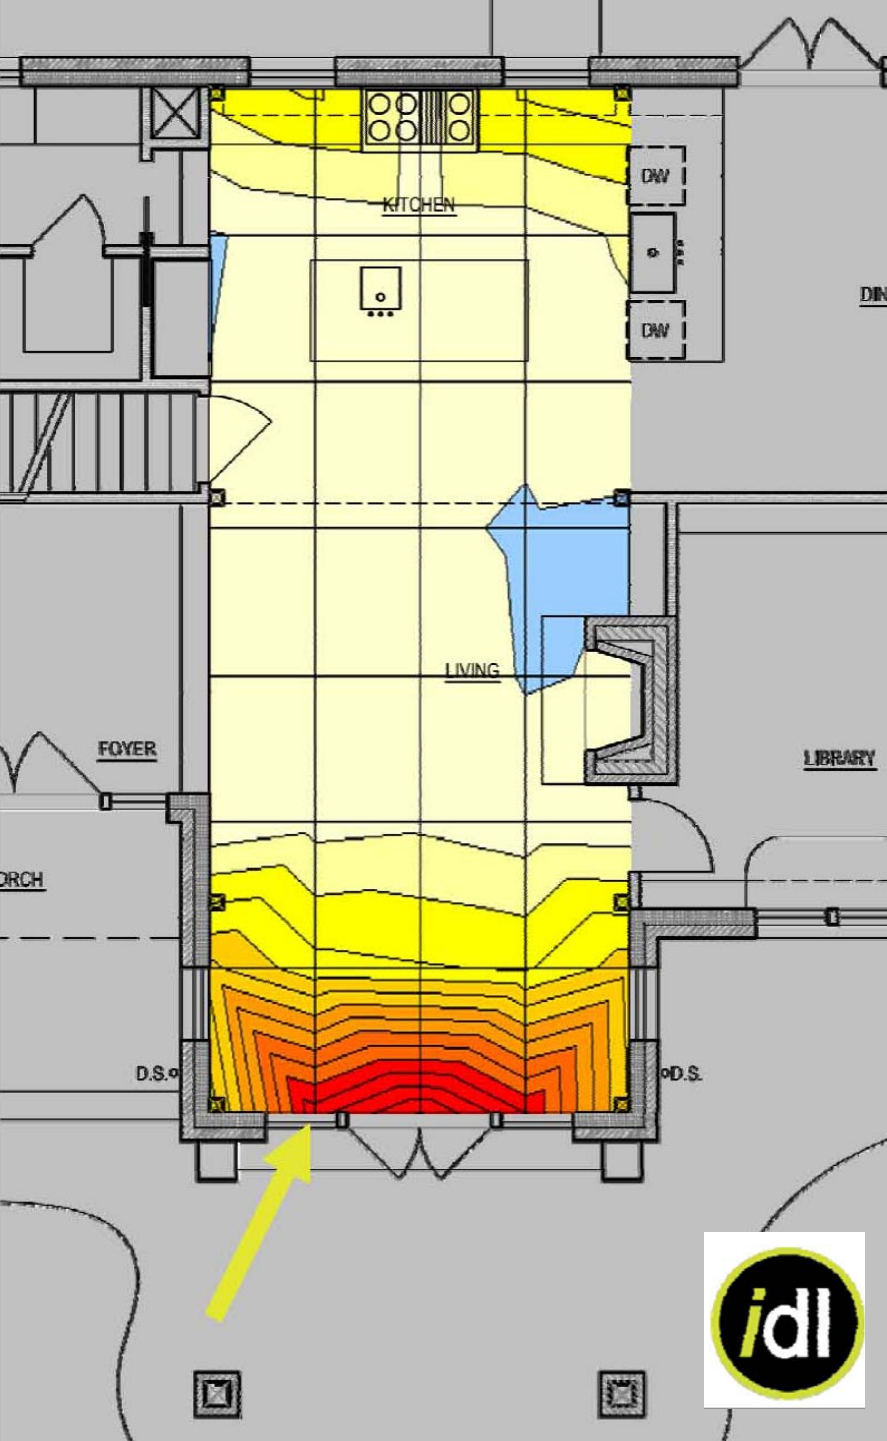 KITCHEN
DW
DIN
DW
LIVING
FOYER
LIBRARY
ORCH
D.S.
D.S.
idl